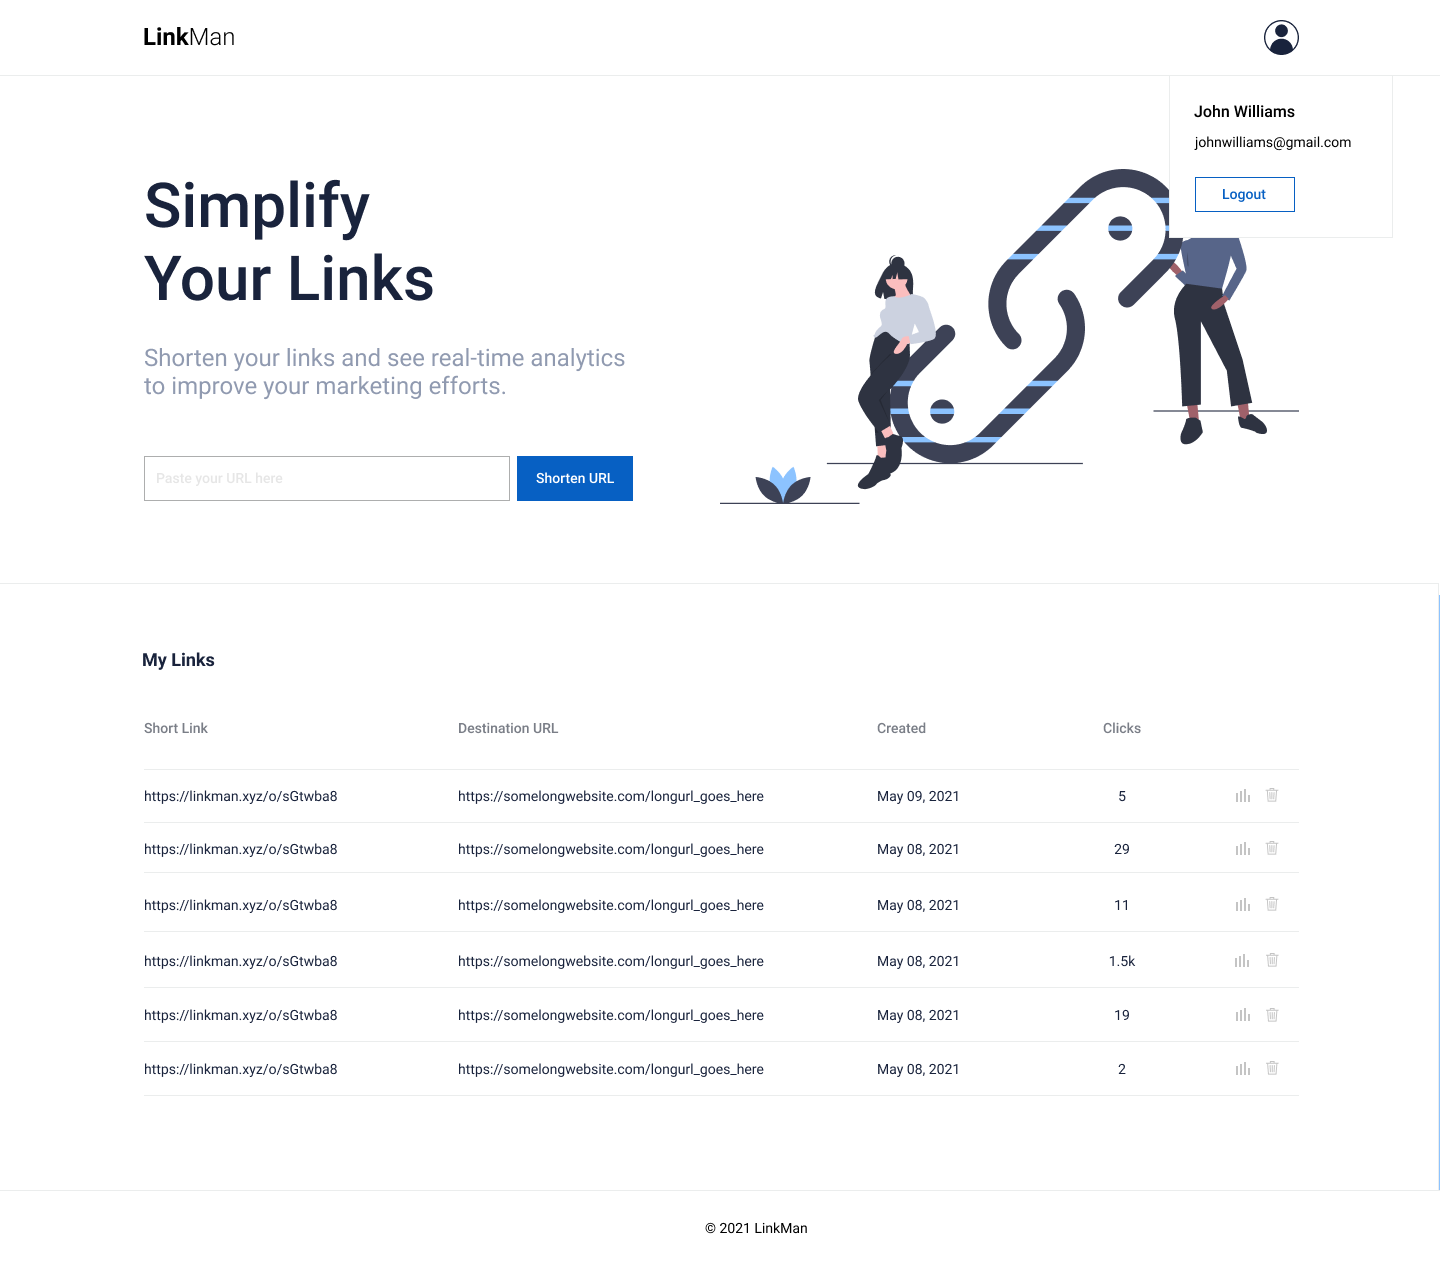 LinkMan
John Williams
johnwilliams@gmail.com
Logout
Simplify
Your Links
Shorten your links and see real-time analytics
to improve your marketing efforts.
Paste your URL here
Shorten URL
My Links
Short Link Destination URL Created Clicks
https://linkman.xyz/o/sGtwba8 https://somelongwebsite.com/longurl_goes_here May 09, 2021 5
https://linkman.xyz/o/sGtwba8 https://somelongwebsite.com/longurl_goes_here May 08, 2021 29
https://linkman.xyz/o/sGtwba8 https://somelongwebsite.com/longurl_goes_here May 08, 2021 11
https://linkman.xyz/o/sGtwba8 https://somelongwebsite.com/longurl_goes_here May 08, 2021 1.5k
https://linkman.xyz/o/sGtwba8 https://somelongwebsite.com/longurl_goes_here May 08, 2021 19
https://linkman.xyz/o/sGtwba8 https://somelongwebsite.com/longurl_goes_here May 08, 2021 2
© 2021 LinkMan